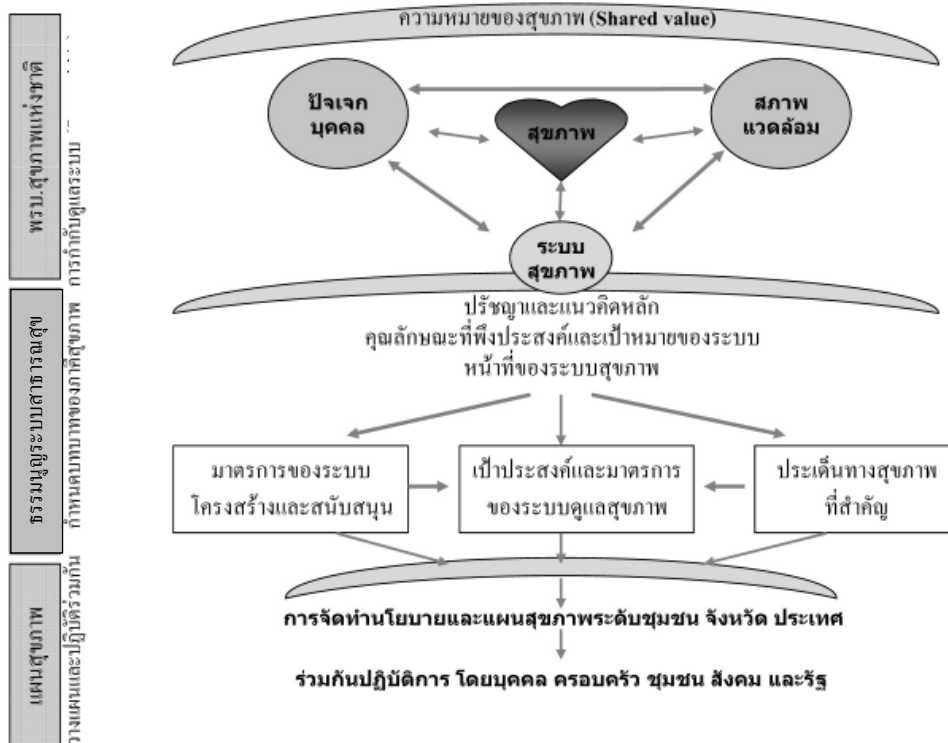 ความหมายของสุขภาพ (Shared value)
พรบ.สุขภาพแห่งชาติ
การกำกับดูแลระบบ
ปัจเจก
บุคคล
สุขภาพ
สภาพ
แวดล้อม
ระบบ
สุขภาพ
ธรรมนูญระบบสาธารณสุข
กำหนดบทบาทของภาคีสุขภาพ
ปรัชญาและแนวคิดหลัก
คุณลักษณะที่พึงประสงค์และเป้าหมายของระบบ
หน้าที่ของระบบสุขภาพ
มาตรการของระบบ
โครงสร้างและสนับสนุน
เป้าประสงค์และมาตรการ
ของระบบดูแลสุขภาพ
ประเด็นทางสุขภาพ
ที่สำคัญ
แผนสุขภาพ
วางแผนและปฏิบัติร่วมกัน
การจัดทำนโยบายและแผนสุขภาพระดับชุมชน จังหวัด ประเทศ
ร่วมกันปฏิบัติการ โดยบุคคล ครอบครัว ชุมชน สังคม และรัฐ